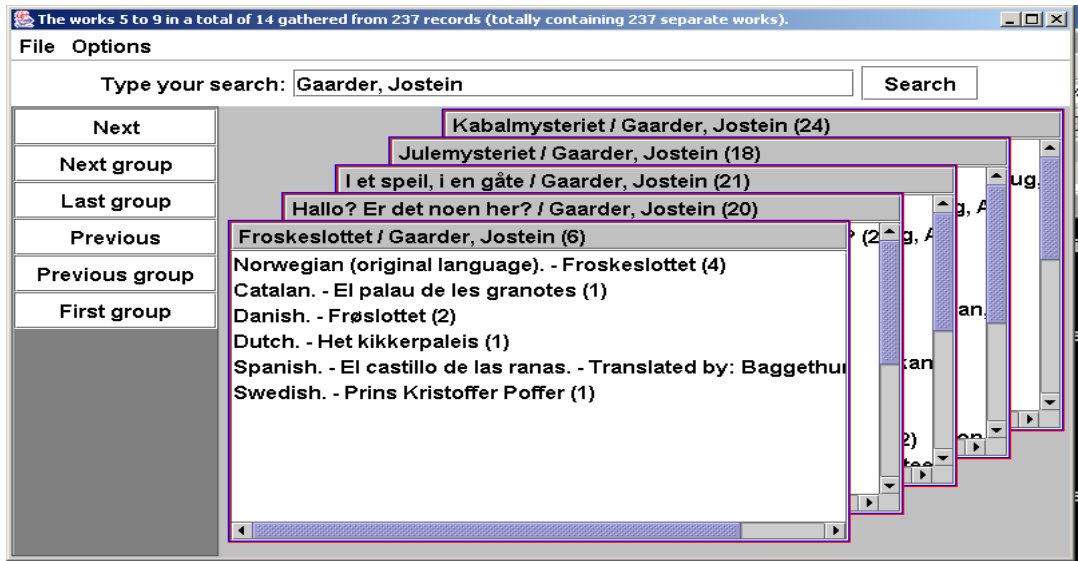 The works 5 to 9 in a total of 14 gathered from 237 records (totally containing 237 separate works).
File Options
Type your search: Gaarder, Jostein Search
Next
Next group
Last group
Previous
Previous group
First group
Kabalmysteriet / Gaarder, Jostein (24)
Julemysteriet / Gaarder, Jostein (18)
I et speil, i en gåte / Gaarder, Jostein (21)
Hallo? Er det noen her? / Gaarder, Jostein (20)
Froskeslottet / Gaarder, Jostein (6)
Norwegian (original language). - Froskeslottet (4)
Catalan. - El palau de les granotes (1)
Danish. - Frøslottet (2)
Dutch. - Het kikkerpaleis (1)
Spanish. - El castillo de las ranas. - Translated by: Baggethun
Swedish. - Prins Kristoffer Poffer (1)